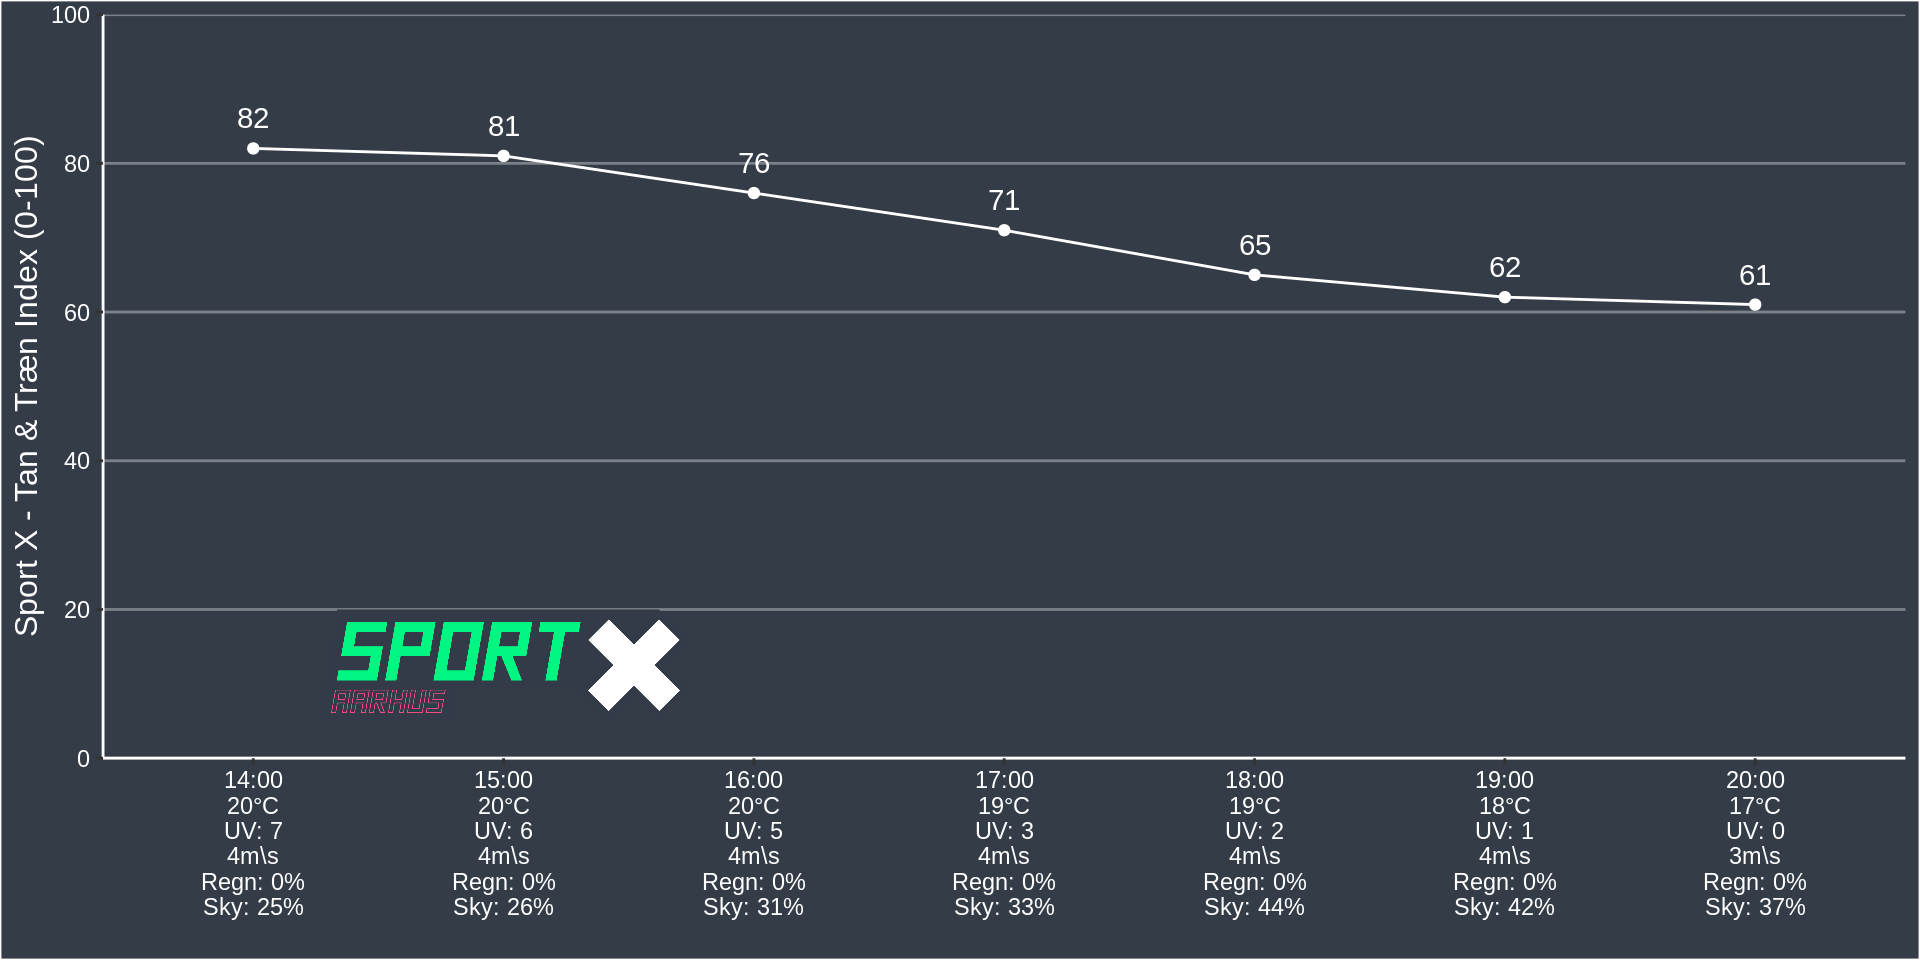 Sport X - Tan & Træn Index (0-100)
100
80
60
40
20
0
82
81
76
71
65
62
61
SPORT X
AARHUS
14:00
20°C
UV: 7
4m\s
Regn: 0%
Sky: 25%
15:00
20°C
UV: 6
4m\s
Regn: 0%
Sky: 26%
16:00
20°C
UV: 5
4m\s
Regn: 0%
Sky: 31%
17:00
19°C
UV: 3
4m\s
Regn: 0%
Sky: 33%
18:00
19°C
UV: 2
4m\s
Regn: 0%
Sky: 44%
19:00
18°C
UV: 1
4m\s
Regn: 0%
Sky: 42%
20:00
17°C
UV: 0
3m\s
Regn: 0%
Sky: 37%